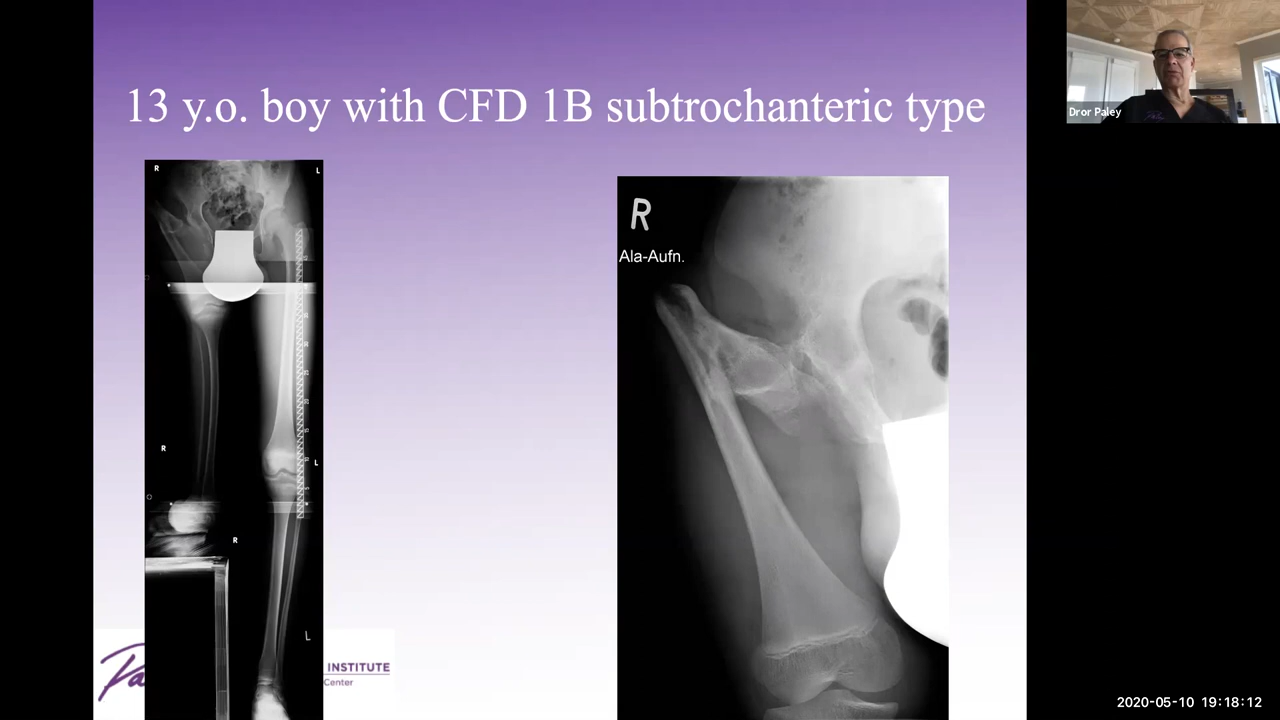 13 y.o. boy with CFD 1B subtrochanteric type
Dror Paley
R
L
R
Ala-Aufn.
R
L
R
L
INSTITUTE
Center
2020-05-10 19:18:12